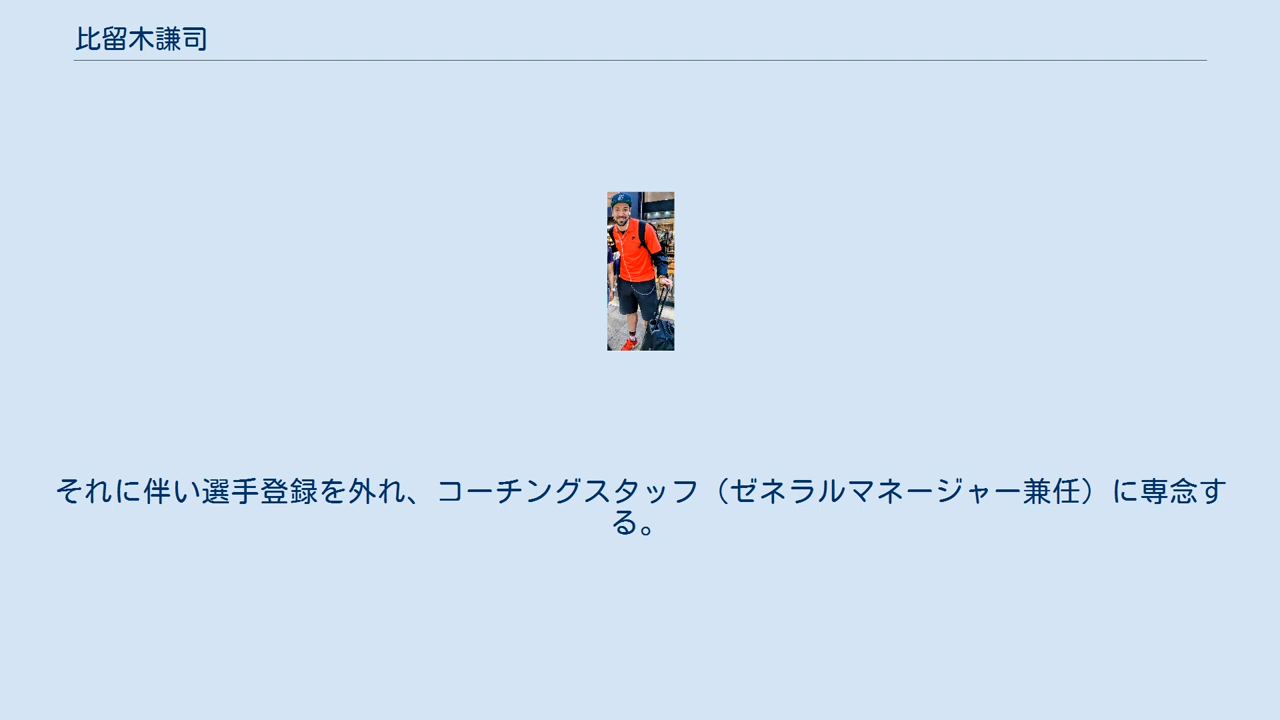 比留木謙司
それに伴い選手登録を外れ、コーチングスタッフ（ゼネラルマネージャー兼任）に専念す
る。